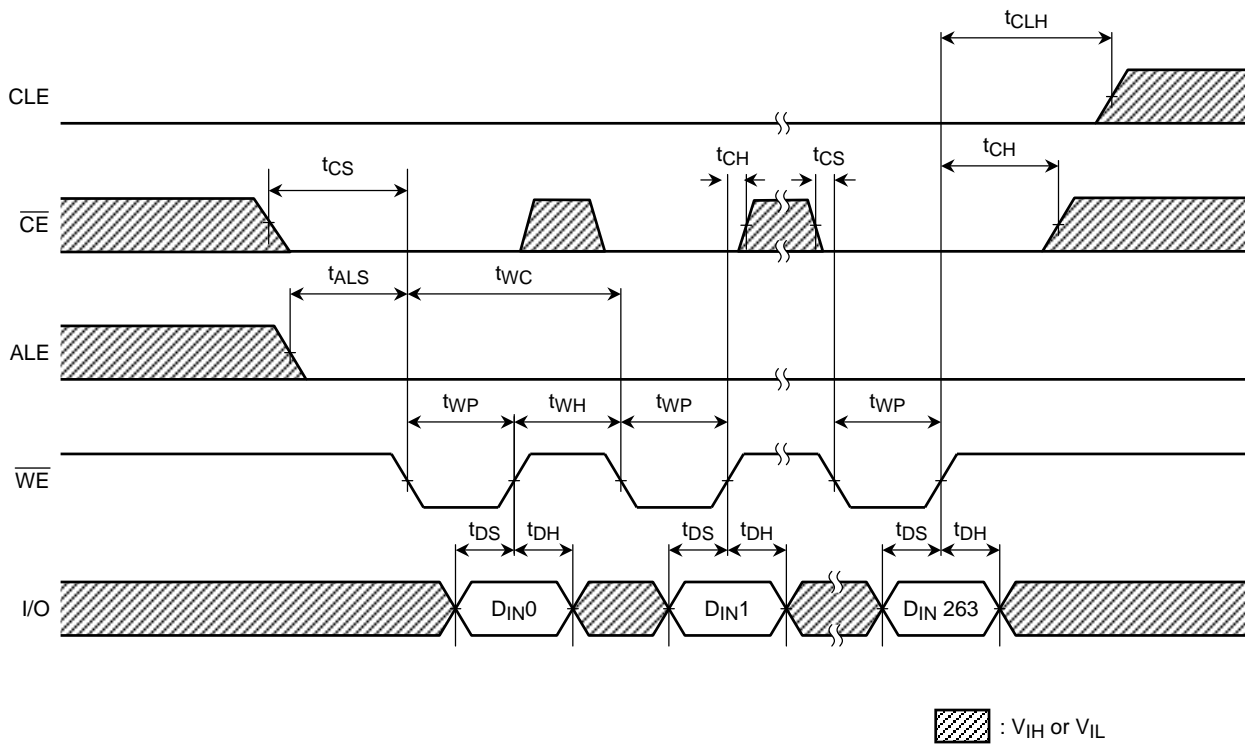 tCLH
CLE
tCS
tCH
tCS
tCH
CE
tALS
tWC
ALE
tWP
tWH
tWP
tWP
WE
tDS
tDH
tDS
tDH
tDS
tDH
I/O
DIN0
DIN1
DIN 263
: VIH or VIL